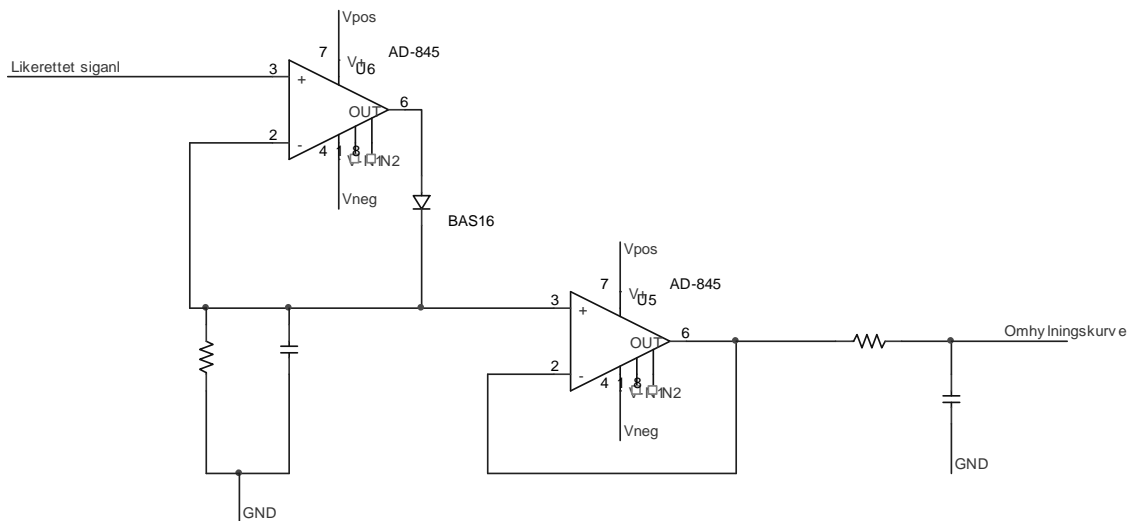 Vpos
7
AD-845
V+
U6
Likerettet siganl
3
+
6
OUT
2
-
4
1
8
N2
Vneg
BAS16
Vpos
7
AD-845
V+
U5
3
+
6
Omhylningskurve
OUT
2
-
4
1
8
N2
Vneg
GND
GND